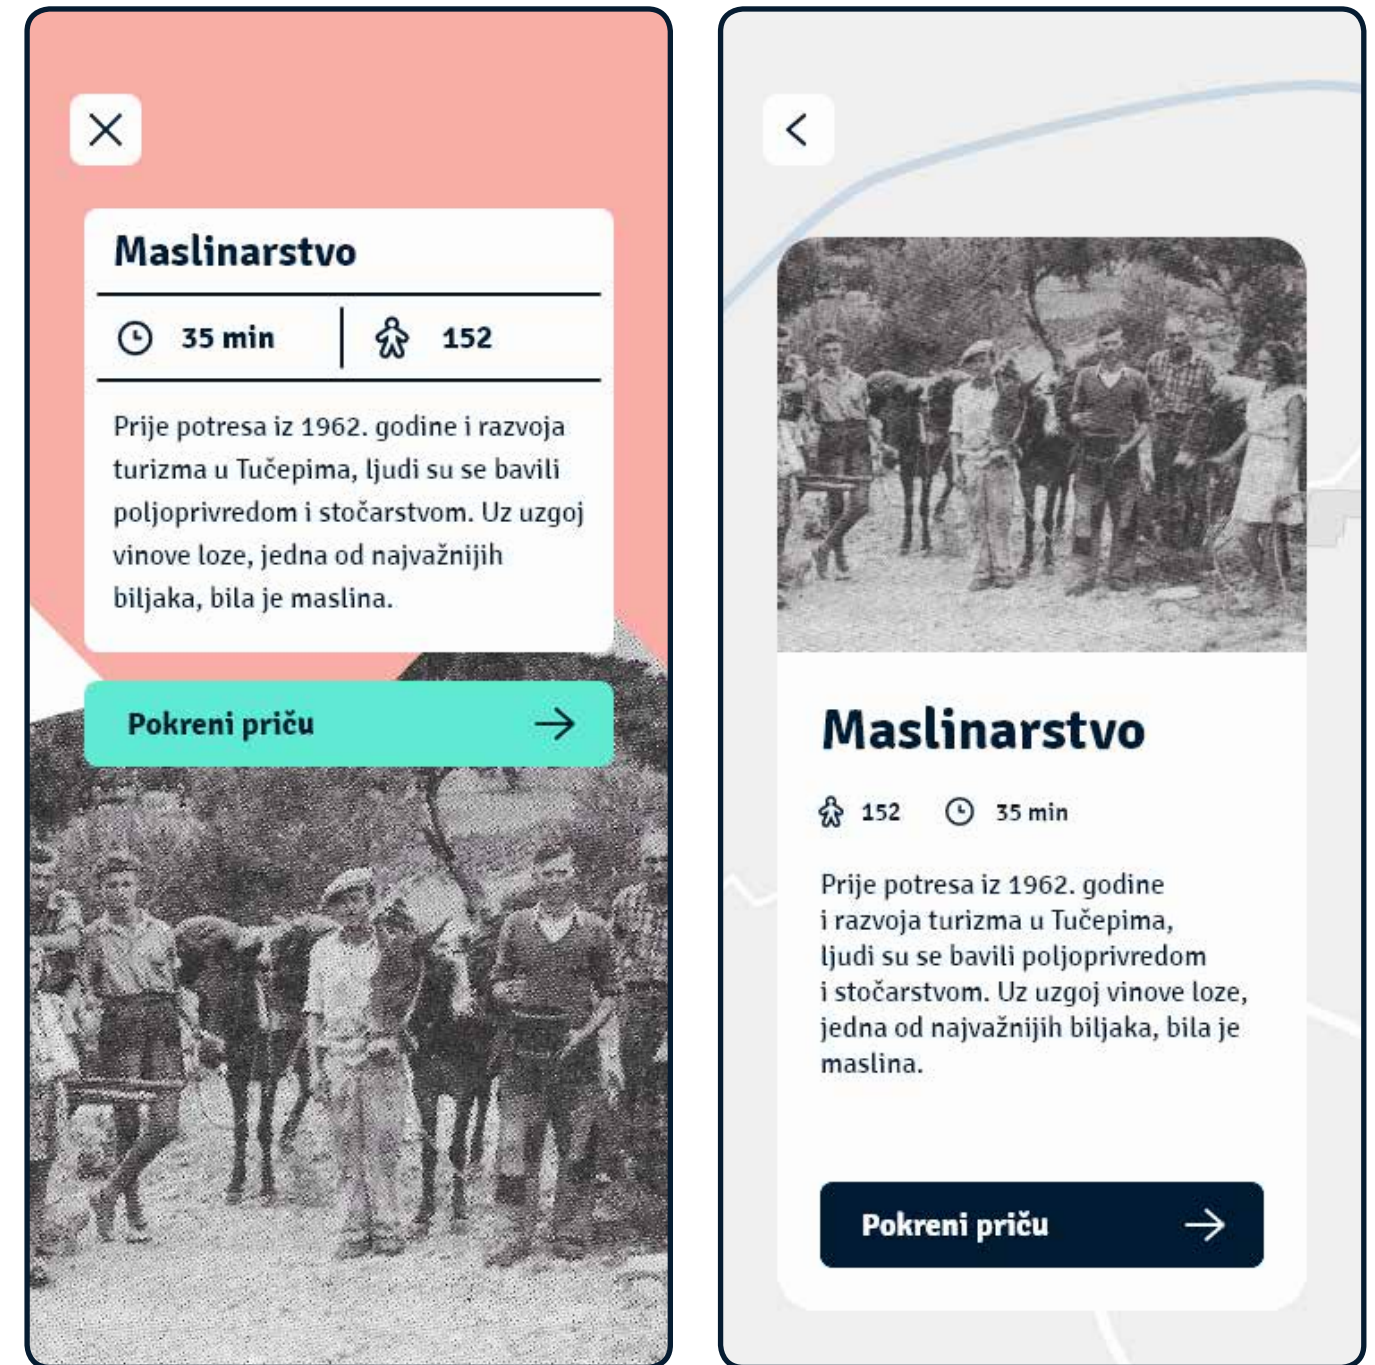 Maslinarstvo
35 min
152
Prije potresa iz 1962. godine i razvoja
turizma u Tučepima, ljudi su se bavili
poljoprivredom i stočarstvom. Uz uzgoj
vinove loze, jedna od najvažnijih
biljaka, bila je maslina.
Pokreni priču
Maslinarstvo
152 35 min
Prije potresa iz 1962. godine
i razvoja turizma u Tučepima,
ljudi su se bavili poljoprivredom
i stočarstvom. Uz uzgoj vinove loze,
jedna od najvažnijih biljaka, bila je
maslina.
Pokreni priču